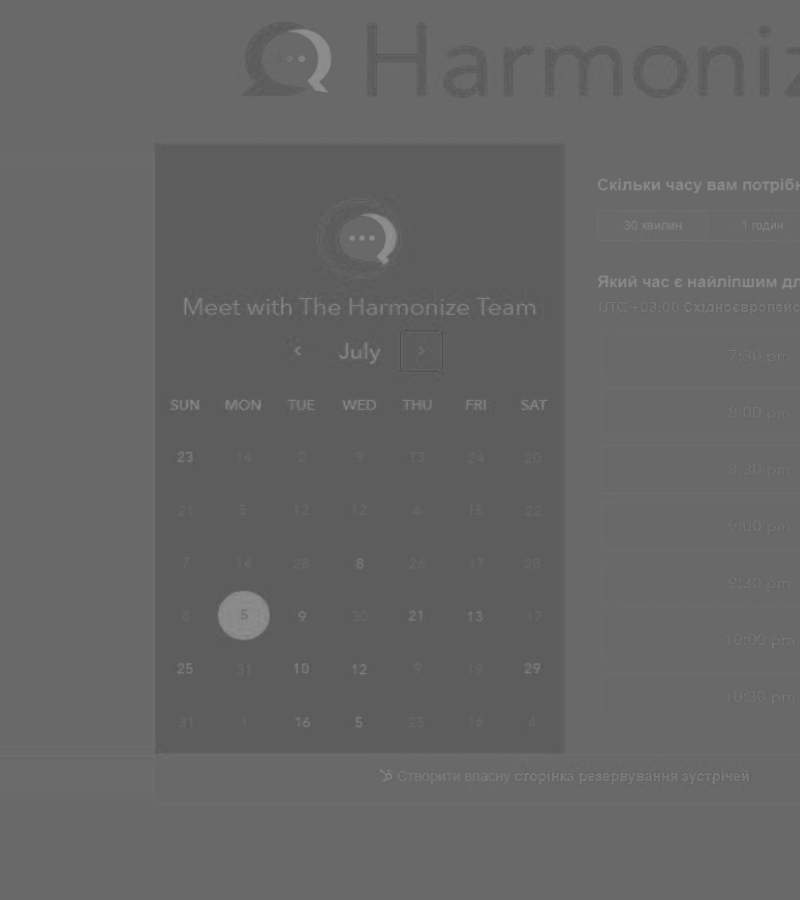 Harmoniz
Meet with The Harmonize Team
July
SUN MON TUE WED THU FRI SAT
23 14 2 9 13 24 20
21 5 12 12 4 15 22
7 14 28 8 26 17 28
5 9 30 21 13 17
25 31 10 12 9 19 29
31 1 16 5 25 16 4
Скільки часу вам потрібн
30 хвилин 1 годин
Який час є найліпшим дл
UTC +03:00 Східноєвропейс
7:30 pm
8:00 pm
8:30 pm
9:00 pm
9:30 pm
10:00 pm
10:30 pm
Створити власну сторінка резервування зустрічей